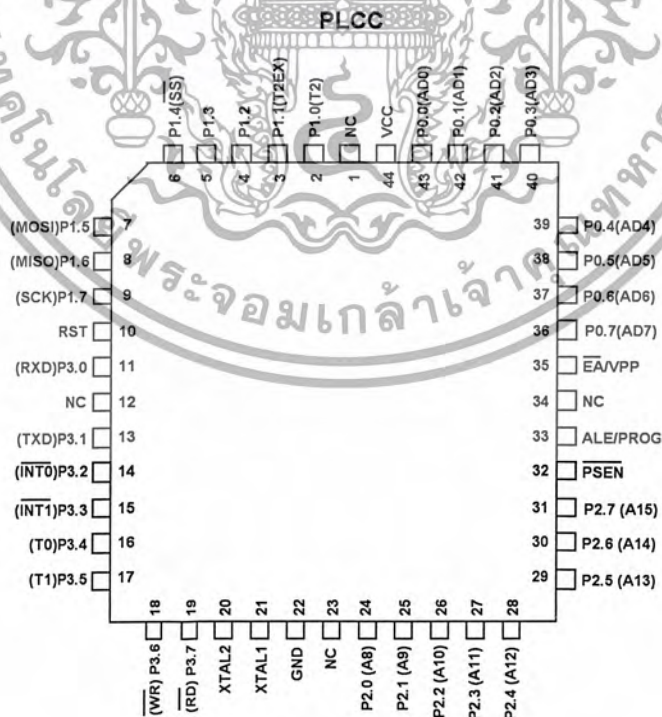 PLCC
P1.4(SS)
P1.3
P1.2
P1.1(T2EX)
P1.0(T2)
NC
VCC
P0.0(AD0)
P0.1(AD1)
P0.2(AD2)
P0.3(AD3)
6 5 4 3 2 1 44 43 42 41 40
(MOSI)P1.5 7
(MISO)P1.6 8
(SCK)P1.7 9
RST 10
(RXD)P3.0 11
NC 12
(TXD)P3.1 13
(INT0)P3.2 14
(INT1)P3.3 15
(T0)P3.4 16
(T1)P3.5 17
39 P0.4(AD4)
38 P0.5(AD5)
37 P0.6(AD6)
36 P0.7(AD7)
35 EA/VPP
34 NC
33 ALE/PROG
32 PSEN
31 P2.7 (A15)
30 P2.6 (A14)
29 P2.5 (A13)
18 19 20 21 22 23 24 25 26 27 28
(WR) P3.6
(RD) P3.7
XTAL2
XTAL1
GND
NC
P2.0 (A8)
P2.1 (A9)
P2.2 (A10)
P2.3 (A11)
P2.4 (A12)
พระจอมเกล้าเจ้าคุณทหาร